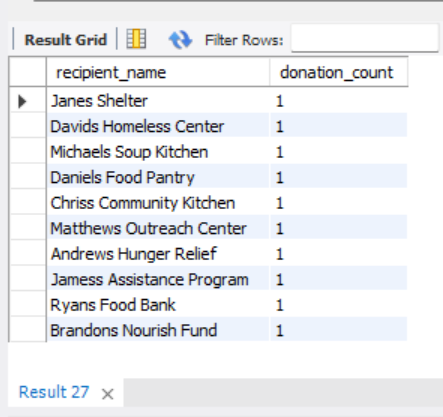 Result Grid Filter Rows:
recipient_name donation_count
Janes Shelter 1
Davids Homeless Center 1
Michaels Soup Kitchen 1
Daniels Food Pantry 1
Chriss Community Kitchen 1
Matthews Outreach Center 1
Andrews Hunger Relief 1
Jamess Assistance Program 1
Ryans Food Bank 1
Brandons Nourish Fund 1
Result 27